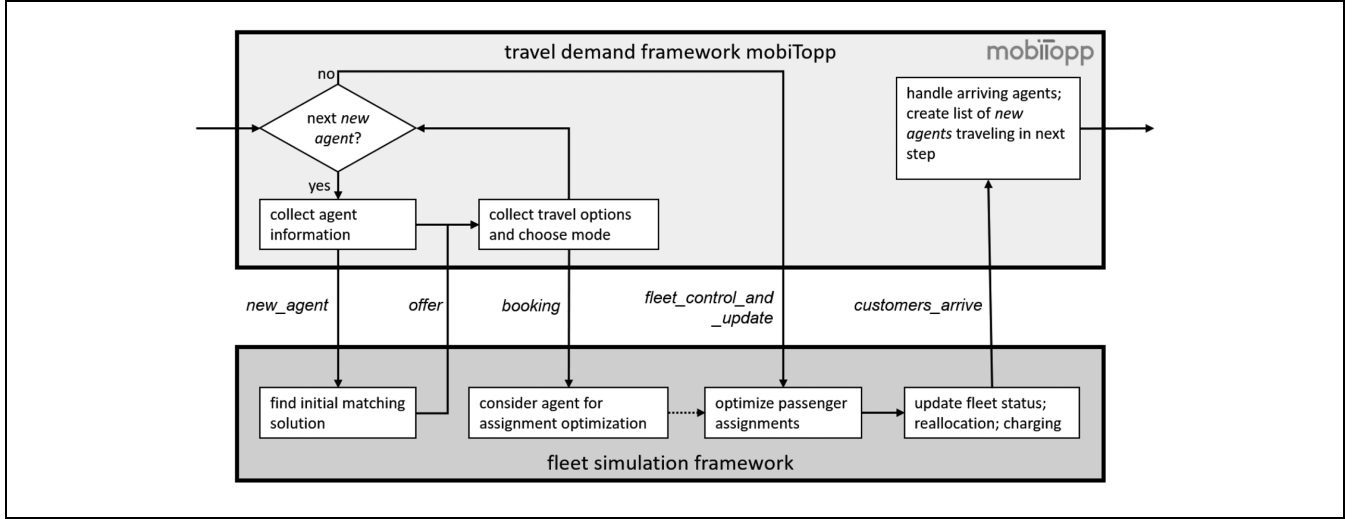 travel demand framework mobiTopp
mobiTopp
no
next new
agent?
yes
collect agent
information
collect travel options
and choose mode
handle arriving agents;
create list of new
agents traveling in next
step
new_agent
offer
booking
fleet_control_and
_update
customers_arrive
find initial matching
solution
consider agent for
assignment optimization
optimize passenger
assignments
update fleet status;
reallocation; charging
fleet simulation framework